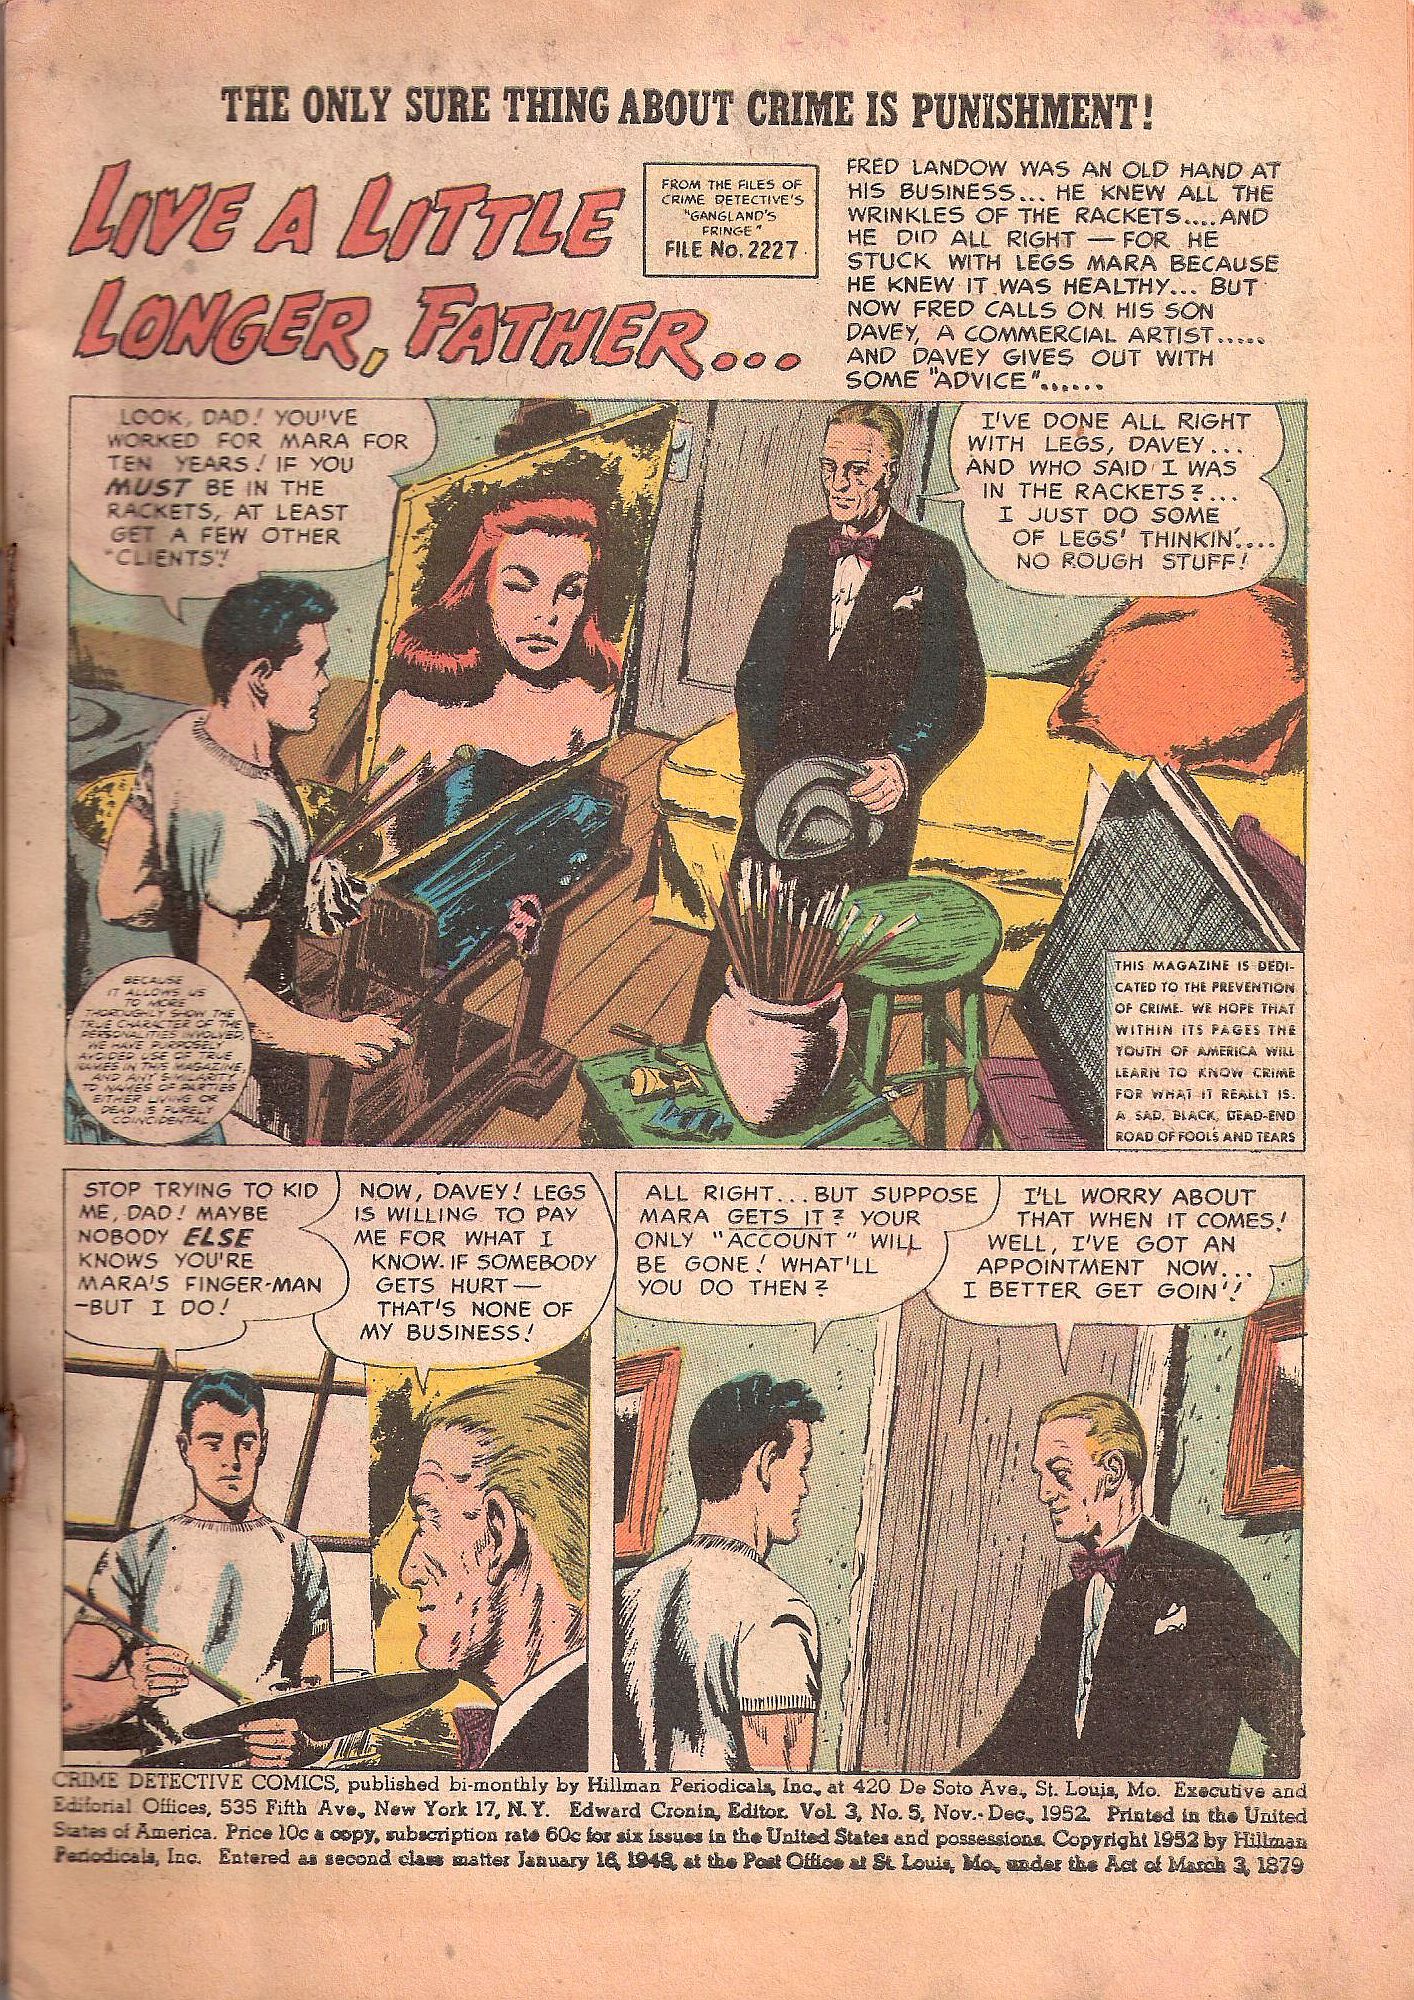 THE ONLY SURE THING ABOUT CRIME IS PUNISHMENT!
LIVE A LITTLE
LONGER, FATHER...
FROM THE FILES OF
CRIME DETECTIVE'S
"GANGLAND'S
FRINGE"
FILE No. 2227
FRED LANDOW WAS AN OLD HAND AT
HIS BUSINESS... HE KNEW ALL THE
WRINKLES OF THE RACKETS....AND
HE DID ALL RIGHT — FOR HE
STUCK WITH LEGS MARA BECAUSE
HE KNEW IT WAS HEALTHY... BUT
NOW FRED CALLS ON HIS SON
DAVEY, A COMMERCIAL ARTIST.....
AND DAVEY GIVES OUT WITH
SOME "ADVICE"......
LOOK, DAD! YOU'VE
WORKED FOR MARA FOR
TEN YEARS! IF YOU
MUST BE IN THE
RACKETS, AT LEAST
GET A FEW OTHER
"CLIENTS"!
I'VE DONE ALL RIGHT
WITH LEGS, DAVEY...
AND WHO SAID I WAS
IN THE RACKETS?...
I JUST DO SOME
OF LEGS' THINKIN'....
NO ROUGH STUFF!
BECAUSE
IT ALLOWS US
TO MORE
THOROUGHLY SHOW THE
TRUE CHARACTER OF THE
PERSONALITIES INVOLVED,
WE HAVE PURPOSELY
AVOIDED USE OF TRUE
NAMES IN THIS MAGAZINE,
AND ANY SIMILARITY
TO NAMES OF PARTIES
EITHER LIVING OR
DEAD IS PURELY
COINCIDENTAL
THIS MAGAZINE IS DEDI-
CATED TO THE PREVENTION
OF CRIME. WE HOPE THAT
WITHIN ITS PAGES THE
YOUTH OF AMERICA WILL
LEARN TO KNOW CRIME
FOR WHAT IT REALLY IS:
A SAD, BLACK, DEAD-END
ROAD OF FOOLS AND TEARS
STOP TRYING TO KID
ME, DAD! MAYBE
NOBODY ELSE
KNOWS YOU'RE
MARA'S FINGER-MAN
-BUT I DO!
NOW, DAVEY! LEGS
IS WILLING TO PAY
ME FOR WHAT I
KNOW. IF SOMEBODY
GETS HURT—
THAT'S NONE OF
MY BUSINESS!
ALL RIGHT...BUT SUPPOSE
MARA GETS IT? YOUR
ONLY "ACCOUNT" WILL
BE GONE! WHAT'LL
YOU DO THEN?
I'LL WORRY ABOUT
THAT WHEN IT COMES!
WELL, I'VE GOT AN
APPOINTMENT NOW...
I BETTER GET GOIN'!
CRIME DETECTIVE COMICS, published bi-monthly by Hillman Periodicals, Inc., at 420 De Soto Ave., St. Louis, Mo. Executive and
Editorial Offices, 535 Fifth Ave., New York 17, N. Y. Edward Cronin, Editor. Vol. 3, No. 5, Nov.-Dec., 1952. Printed in the United
States of America. Price 10c a copy, subscription rate 60c for six issues in the United States and possessions. Copyright 1952 by Hillman
Periodicals, Inc. Entered as second class matter January 16, 1948, at the Post Office at St. Louis, Mo., under the Act of March 3, 1879